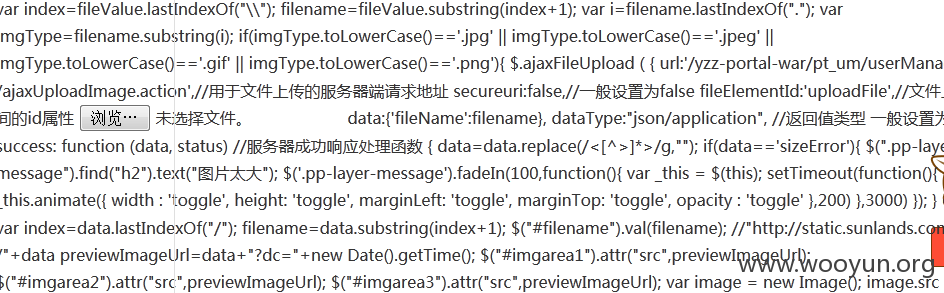 var index=fileValue.lastIndexOf("\\"); filename=fileValue.substring(index+1); var i=filename.lastIndexOf("."); var
imgType=filename.substr(i); if(imgType.toLowerCase()=='.jpg' || imgType.toLowerCase()=='.jpeg' ||
imgType.toLowerCase()=='.gif' || imgType.toLowerCase()=='.png'){ $.ajaxFileUpload ( { url:'/yzz-portal-war/pt_um/userMana
/ajaxUploadImage.action',//用于文件上传的服务器端请求地址 secureuri:false,//一般设置为false fileElementId:'uploadFile',//文件上
间的id属性 浏览… 未选择文件。 data:{'fileName':filename}, dataType:"json/application", //返回值类型 一般设置为
success: function (data, status) //服务器成功响应处理函数 { data=data.replace(/<[^>]*>/g,""); if(data=='sizeError'){ $(".pp-layer-
message").find("h2").text("图片太大"); $('.pp-layer-message').fadeIn(100,function(){ var _this = $(this); setTimeout(function(){
_this.animate({ width : 'toggle', height: 'toggle', marginLeft: 'toggle', marginTop: 'toggle', opacity : 'toggle' },200) },3000) }); }
var index=data.lastIndexOf("/"); filename=data.substring(index+1); $("#filename").val(filename); //"http://static.sunlands.com
/"+data previewImageUrl=data+"?dc="+new Date().getTime(); $("#imgarea1").attr("src",previewImageUrl);
$("#imgarea2").attr("src",previewImageUrl); $("#imgarea3").attr("src",previewImageUrl); var image = new Image(); image.src
www.wooyun.org